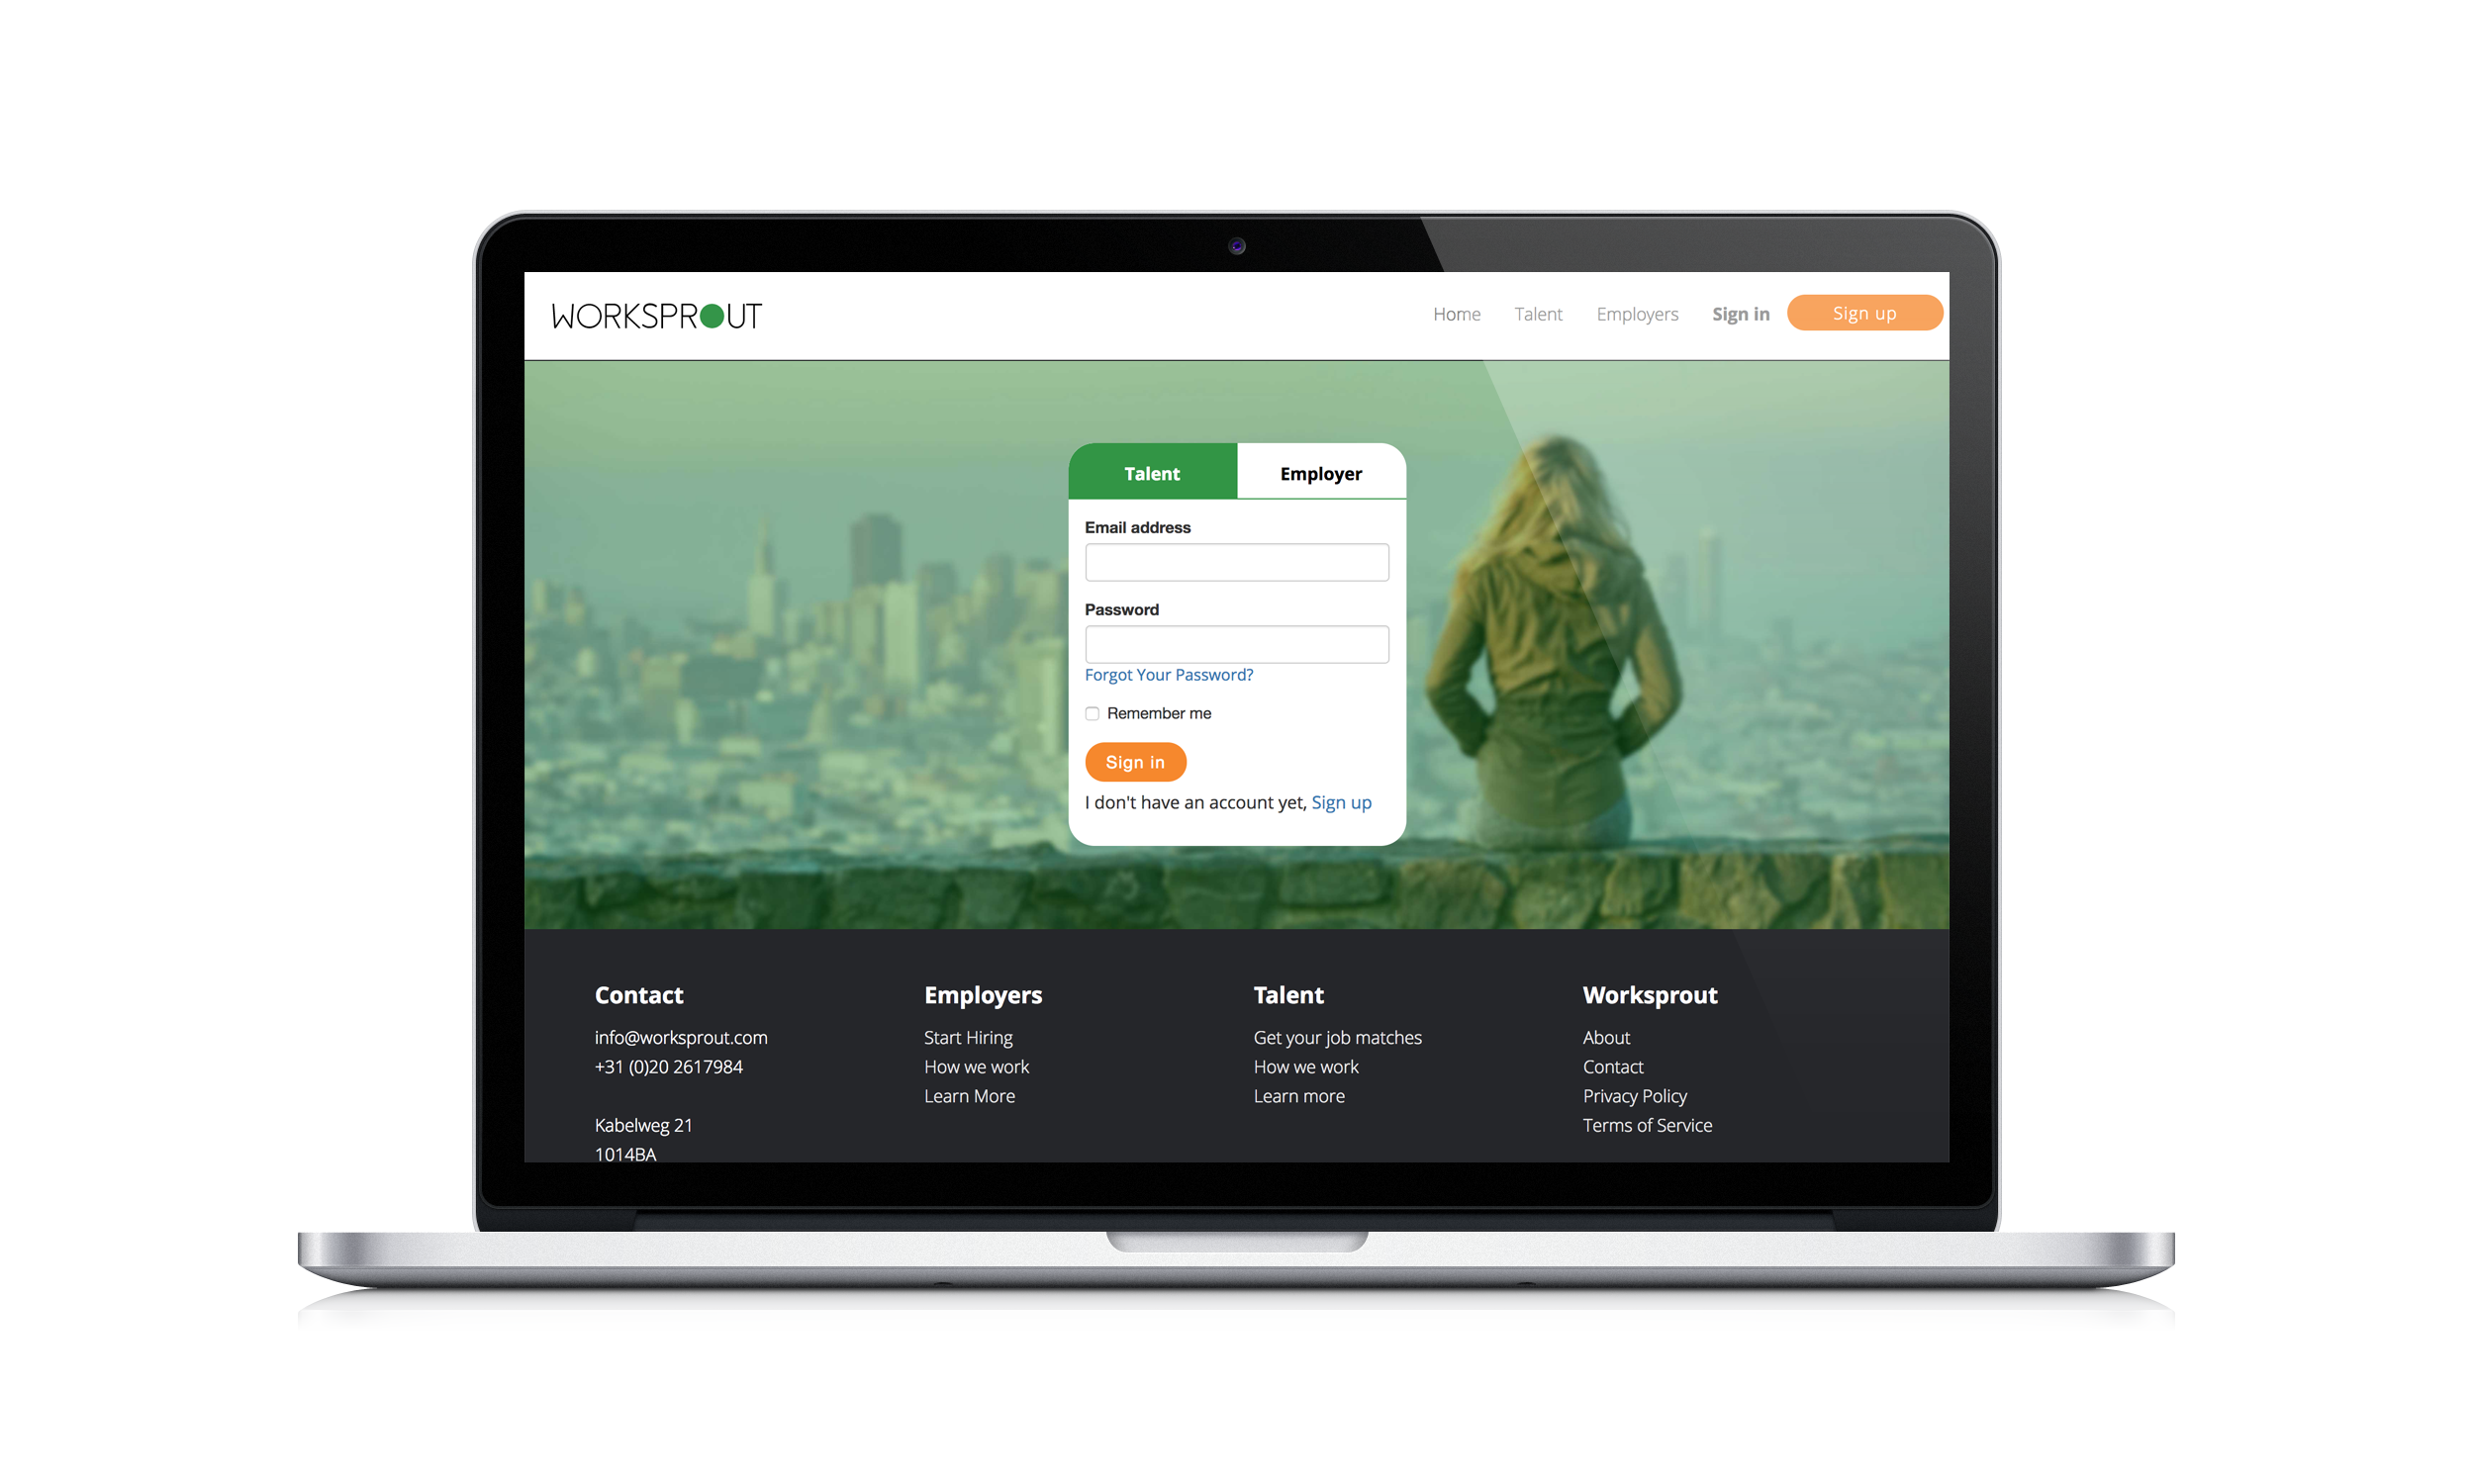 WORKSPROUT
Home Talent Employers Sign in Sign up
Talent Employer
Email address
Password
Forgot Your Password?
Remember me
Sign in
I don't have an account yet, Sign up
Contact
info@worksprout.com
+31 (0)20 2617984
Kabelweg 21
1014BA
Employers
Start Hiring
How we work
Learn More
Talent
Get your job matches
How we work
Learn more
Worksprout
About
Contact
Privacy Policy
Terms of Service